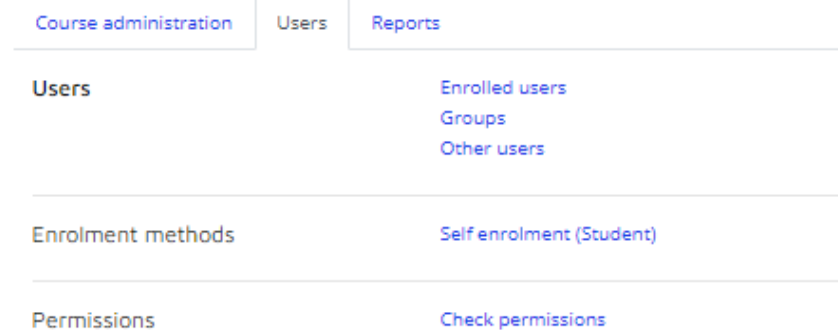 Course administration Users Reports
Users Enrolled users
Groups
Other users
Enrolment methods Self enrolment (Student)
Permissions Check permissions